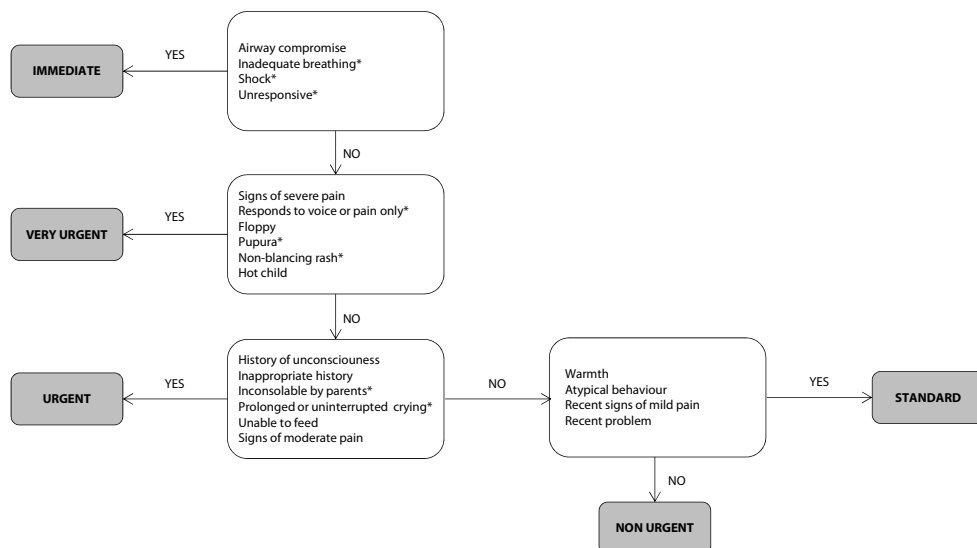 YES
Airway compromise
Inadequate breathing*
Shock*
Unresponsive*
IMMEDIATE
NO
Signs of severe pain
Responds to voice or pain only*
Floppy
Pupura*
Non-blancing rash*
Hot child
YES
VERY URGENT
NO
History of unconsciouness
Inappropriate history
Inconsolable by parents*
Prolonged or uninterrupted crying*
Unable to feed
Signs of moderate pain
YES
URGENT
NO
Warmth
Atypical behaviour
Recent signs of mild pain
Recent problem
YES
STANDARD
NO
NON URGENT